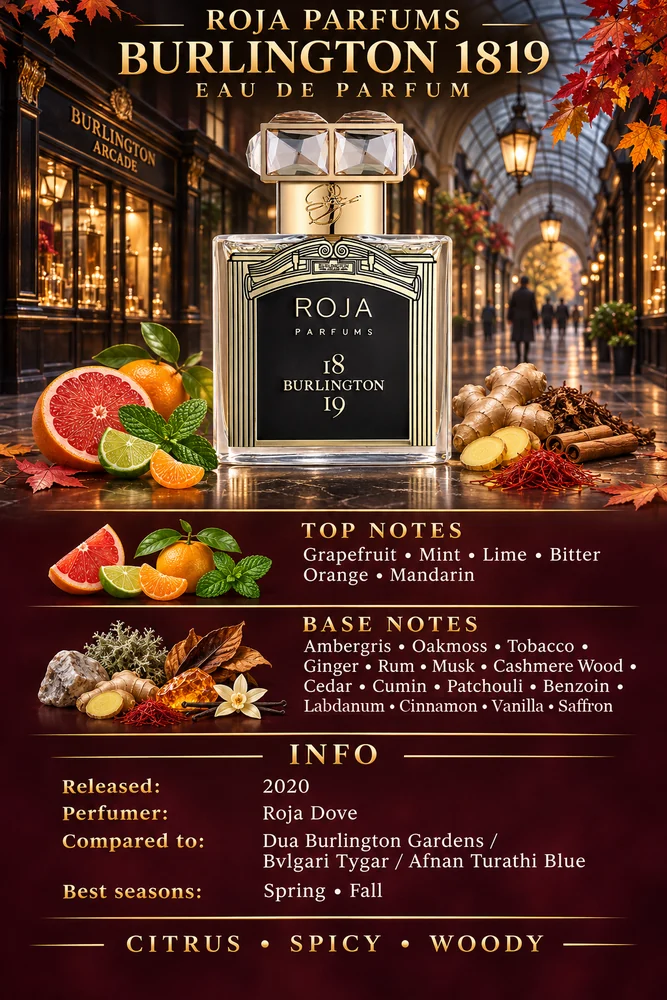 ROJA PARFUMS
BURLINGTON 1819
EAU DE PARFUM
BURLINGTON
ARCADE
ROJA
PARFUMS
18
BURLINGTON
19
TOP NOTES
Grapefruit • Mint • Lime • Bitter
Orange • Mandarin
BASE NOTES
Ambergris • Oakmoss • Tobacco •
Ginger • Rum • Musk • Cashmere Wood •
Cedar • Cumin • Patchouli • Benzoin •
Labdanum • Cinnamon • Vanilla • Saffron
INFO
Released: 2020
Perfumer: Roja Dove
Compared to: Dua Burlington Gardens /
Bvlgari Tygar / Afnan Turathi Blue
Best seasons: Spring • Fall
CITRUS • SPICY • WOODY